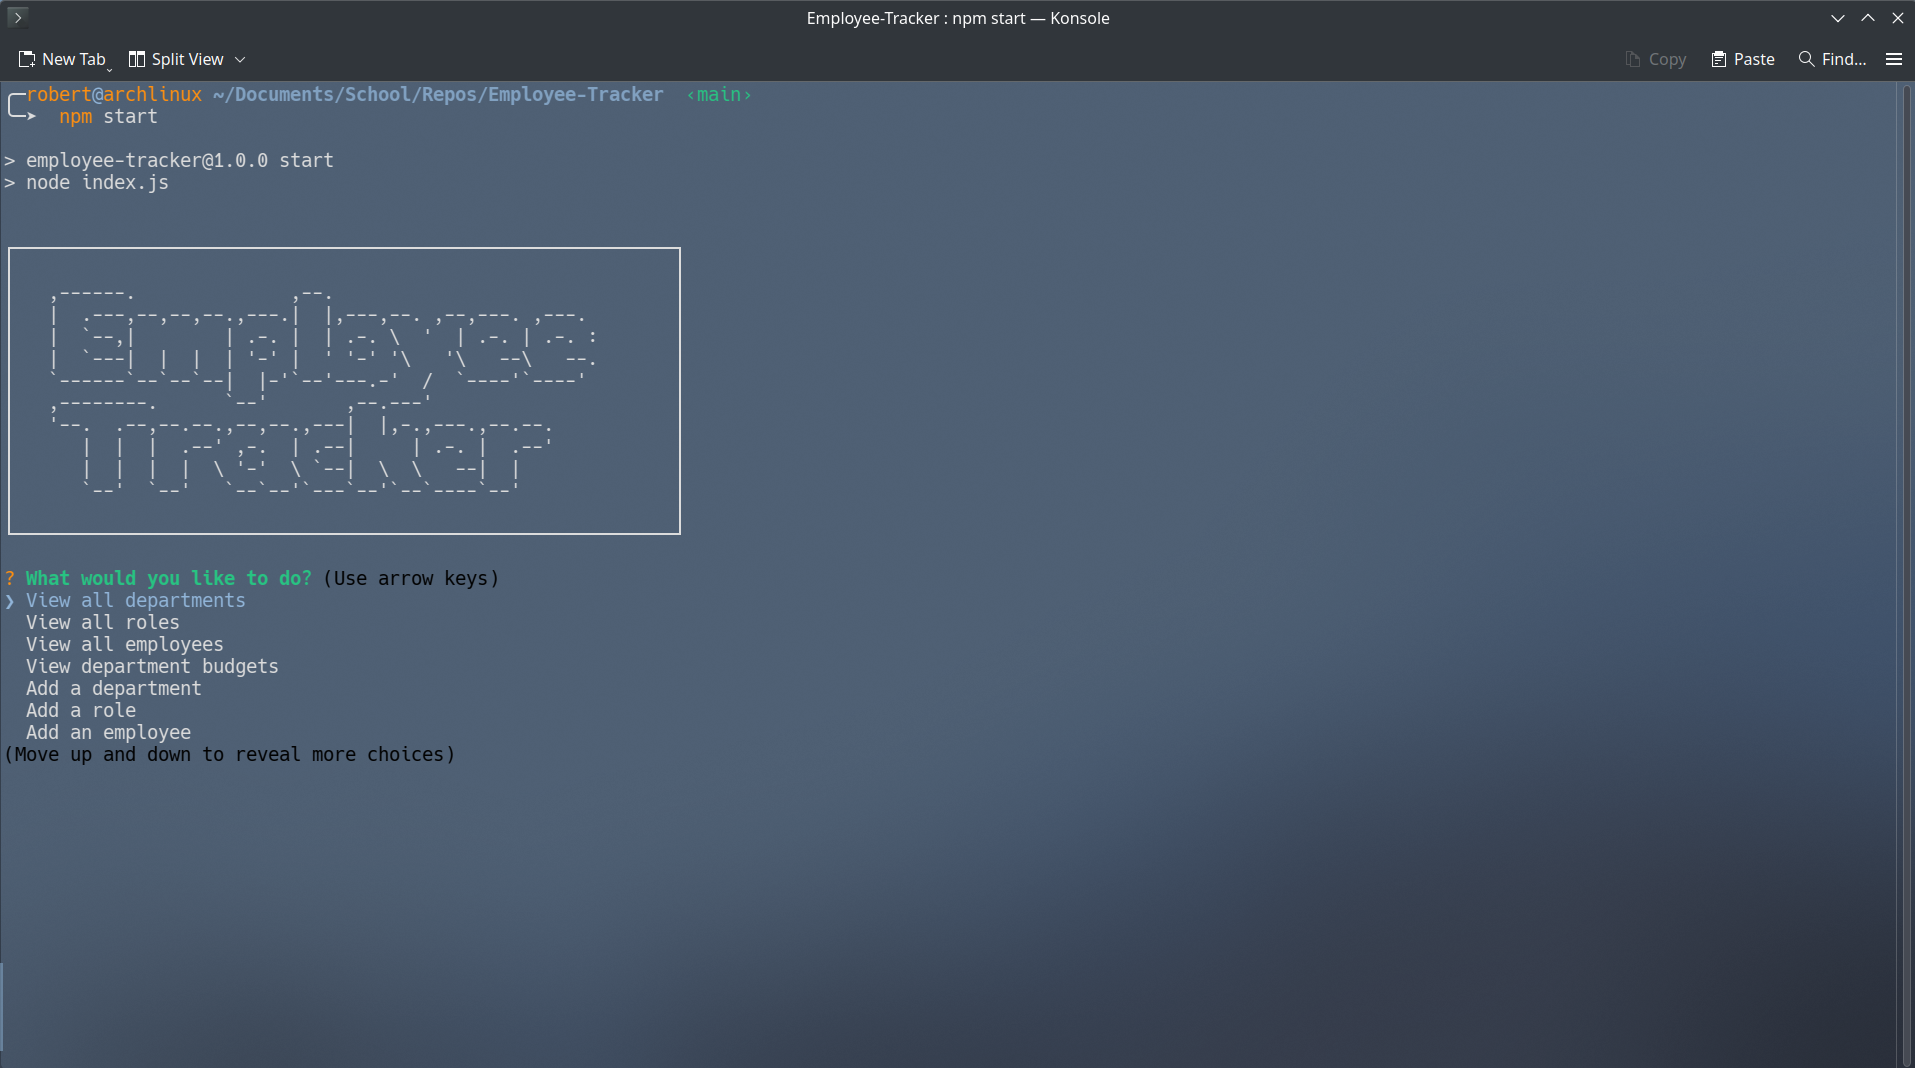 Employee-Tracker : npm start — Konsole
New Tab Split View Copy Paste Find...
robert@archlinux ~/Documents/School/Repos/Employee-Tracker ‹main›
➤ npm start
> employee-tracker@1.0.0 start
> node index.js
Employee
Tracker
? What would you like to do? (Use arrow keys)
❯ View all departments
View all roles
View all employees
View department budgets
Add a department
Add a role
Add an employee
(Move up and down to reveal more choices)